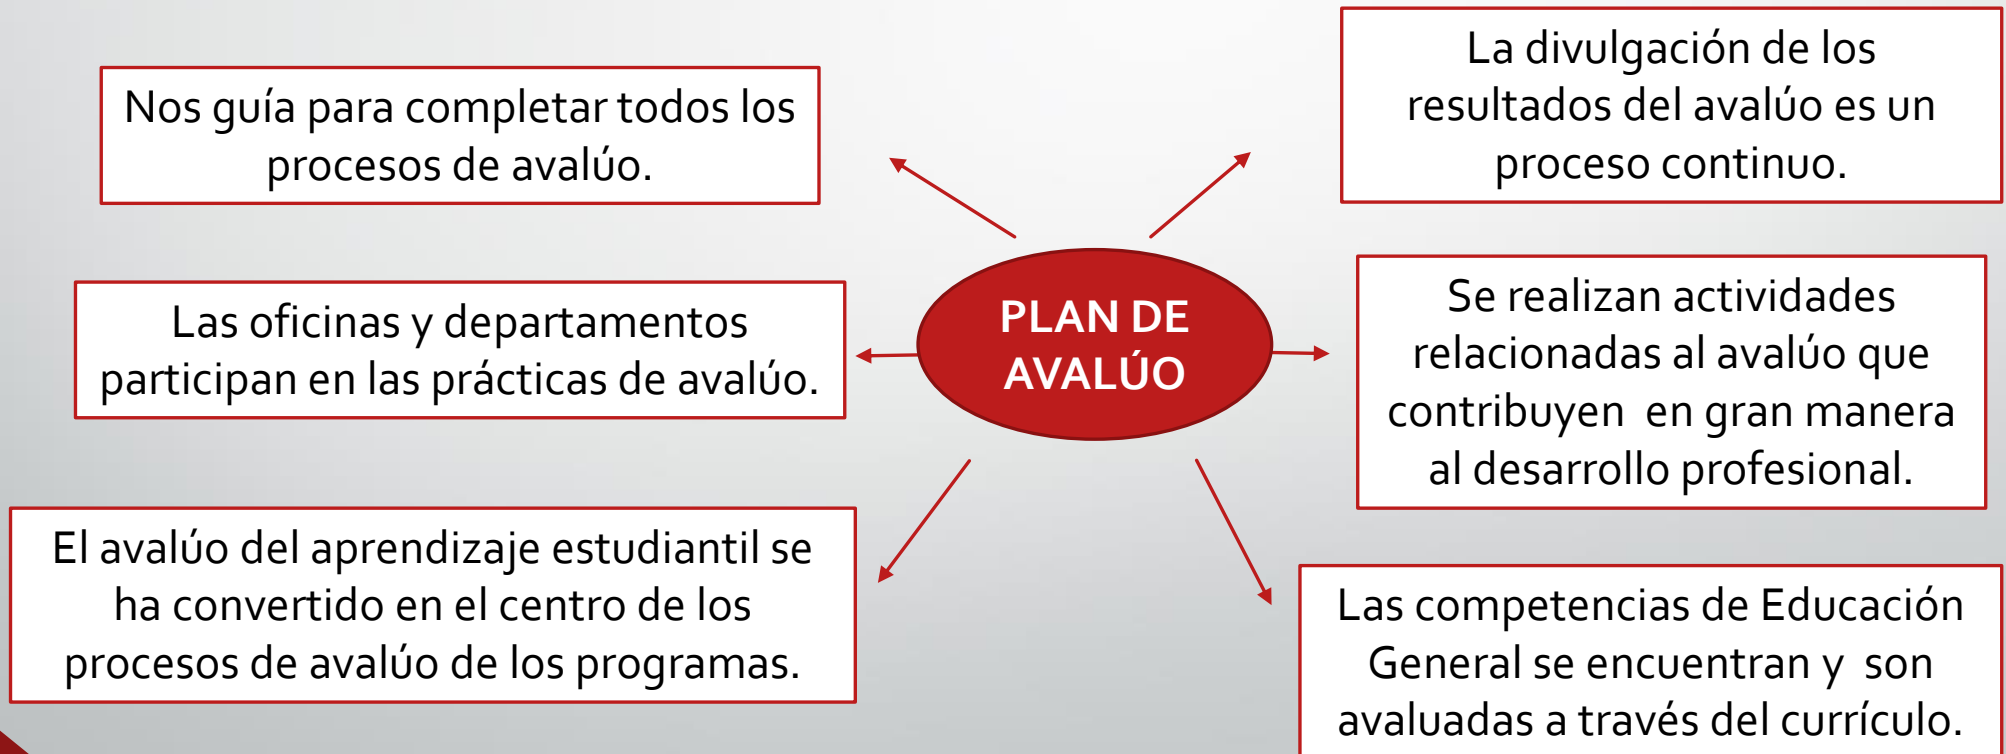 Nos guía para completar todos los
procesos de avalúo.
La divulgación de los
resultados del avalúo es un
proceso continuo.
Las oficinas y departamentos
participan en las prácticas de avalúo.
PLAN DE
AVALÚO
Se realizan actividades
relacionadas al avalúo que
contribuyen  en gran manera
al desarrollo profesional.
El avalúo del aprendizaje estudiantil se
ha convertido en el centro de los
procesos de avalúo de los programas.
Las competencias de Educación
General se encuentran y  son
avaluadas a través del currículo.